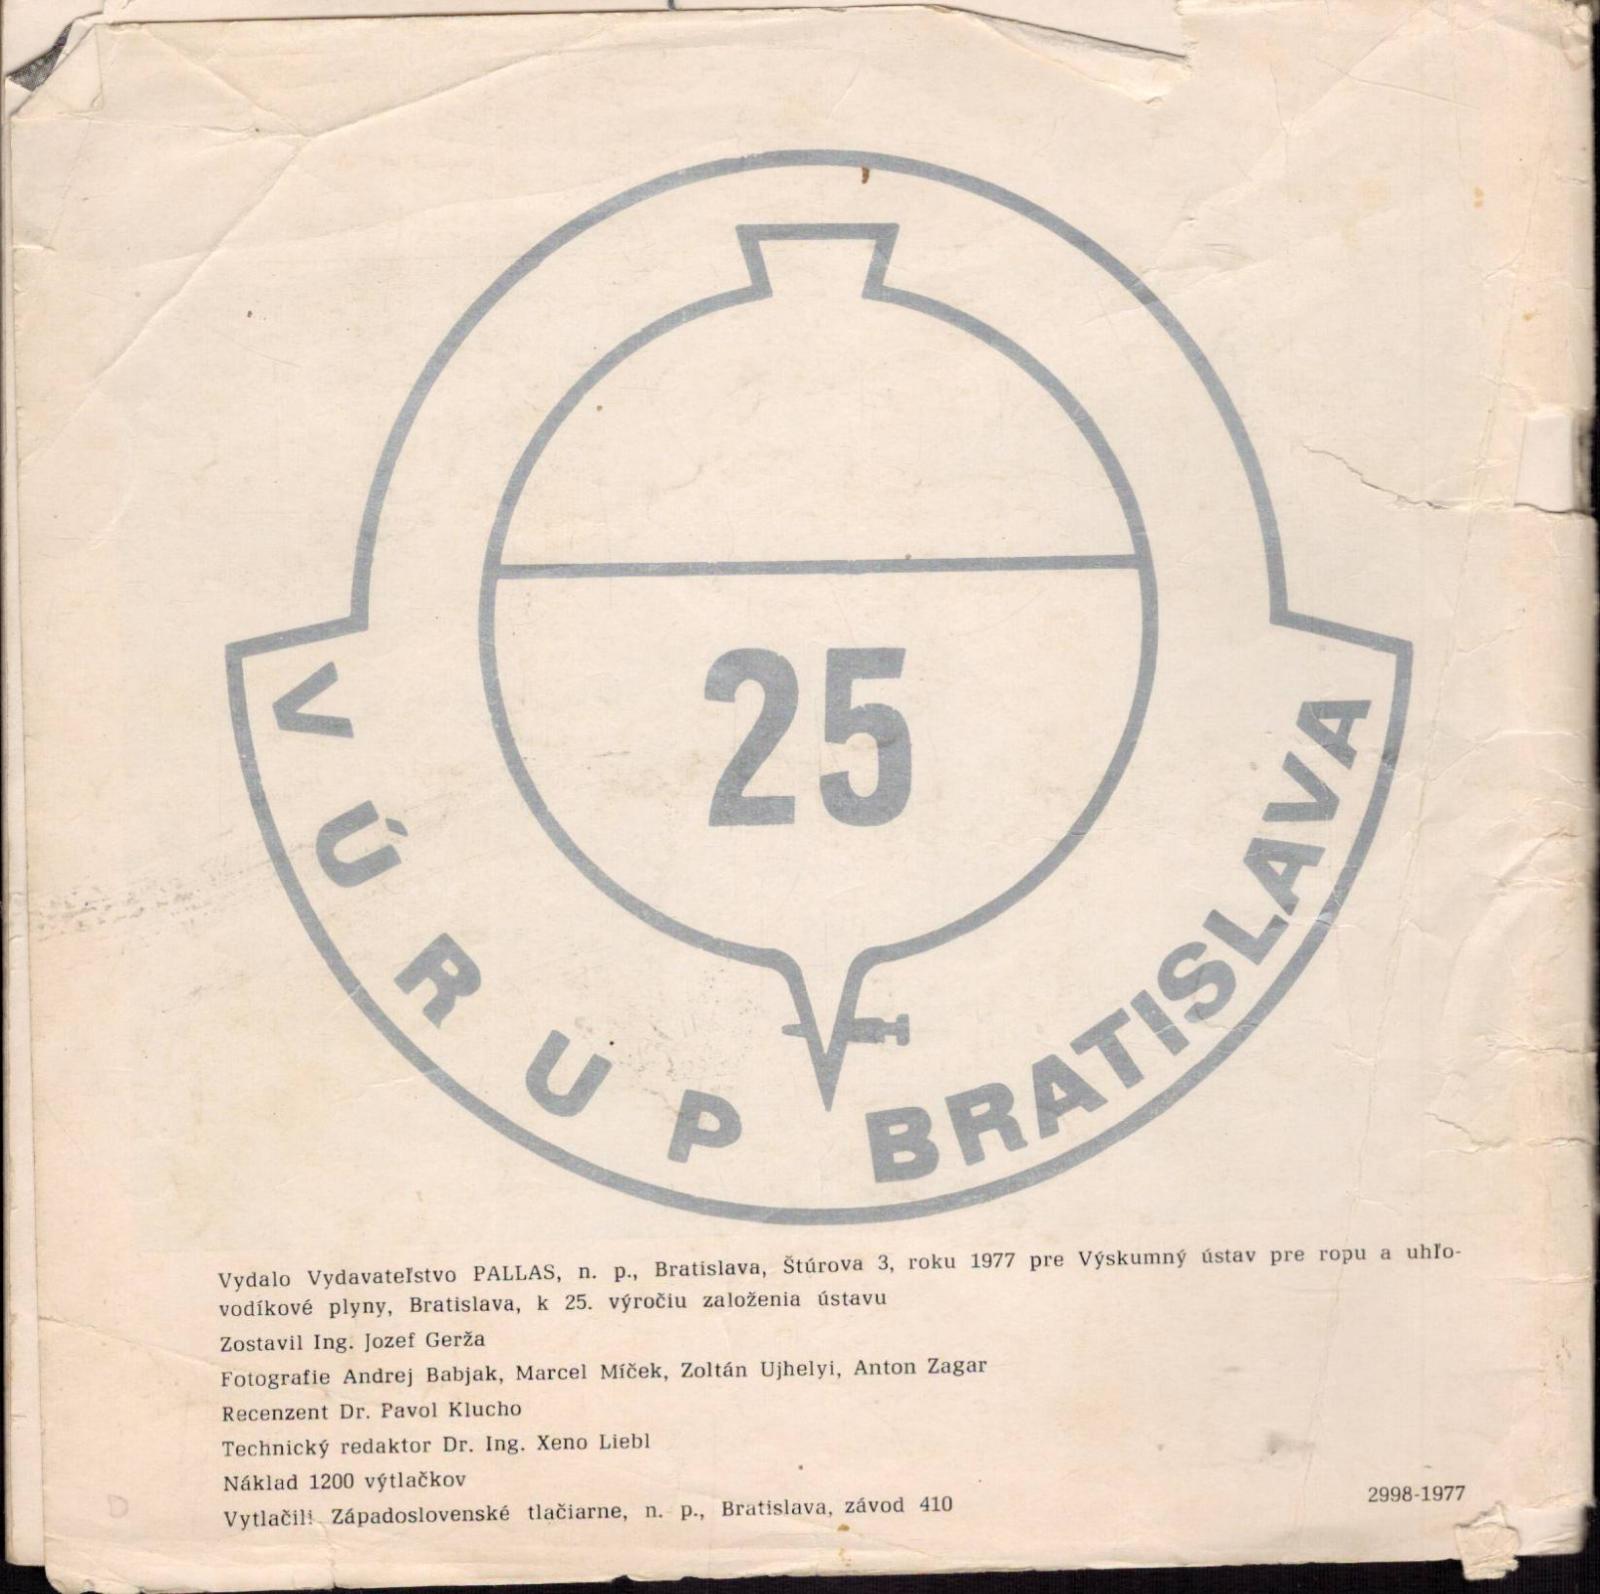 25
VÚRUP BRATISLAVA
Vydalo Vydavateľstvo PALLAS, n. p., Bratislava, Štúrova 3, roku 1977 pre Výskumný ústav pre ropu a uhľo-
vodíkové plyny, Bratislava, k 25. výročiu založenia ústavu
Zostavil Ing. Jozef Gerža
Fotografie Andrej Babjak, Marcel Míček, Zoltán Ujhelyi, Anton Zagar
Recenzent Dr. Pavol Klucho
Technický redaktor Dr. Ing. Xeno Liebl
Náklad 1200 výtlačkov
Vytlačili Západoslovenské tlačiarne, n. p., Bratislava, závod 410
2998-1977